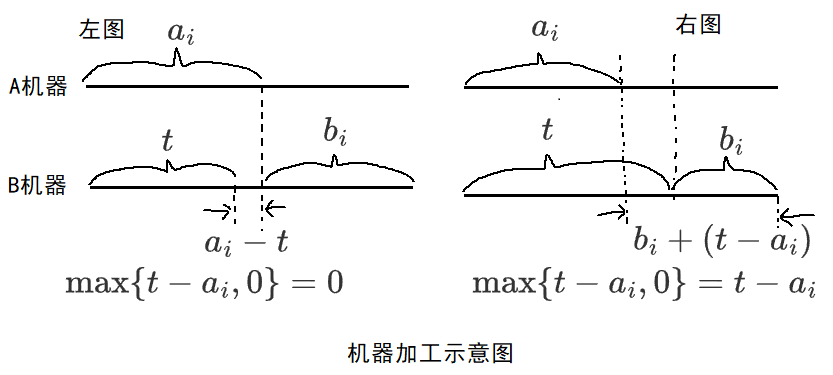 左图
右图
a_i
a_i
A机器
t
b_i
t
b_i
B机器
a_i − t
b_i + (t − a_i)
max{t − a_i, 0} = 0
max{t − a_i, 0} = t − a_i
机器加工示意图